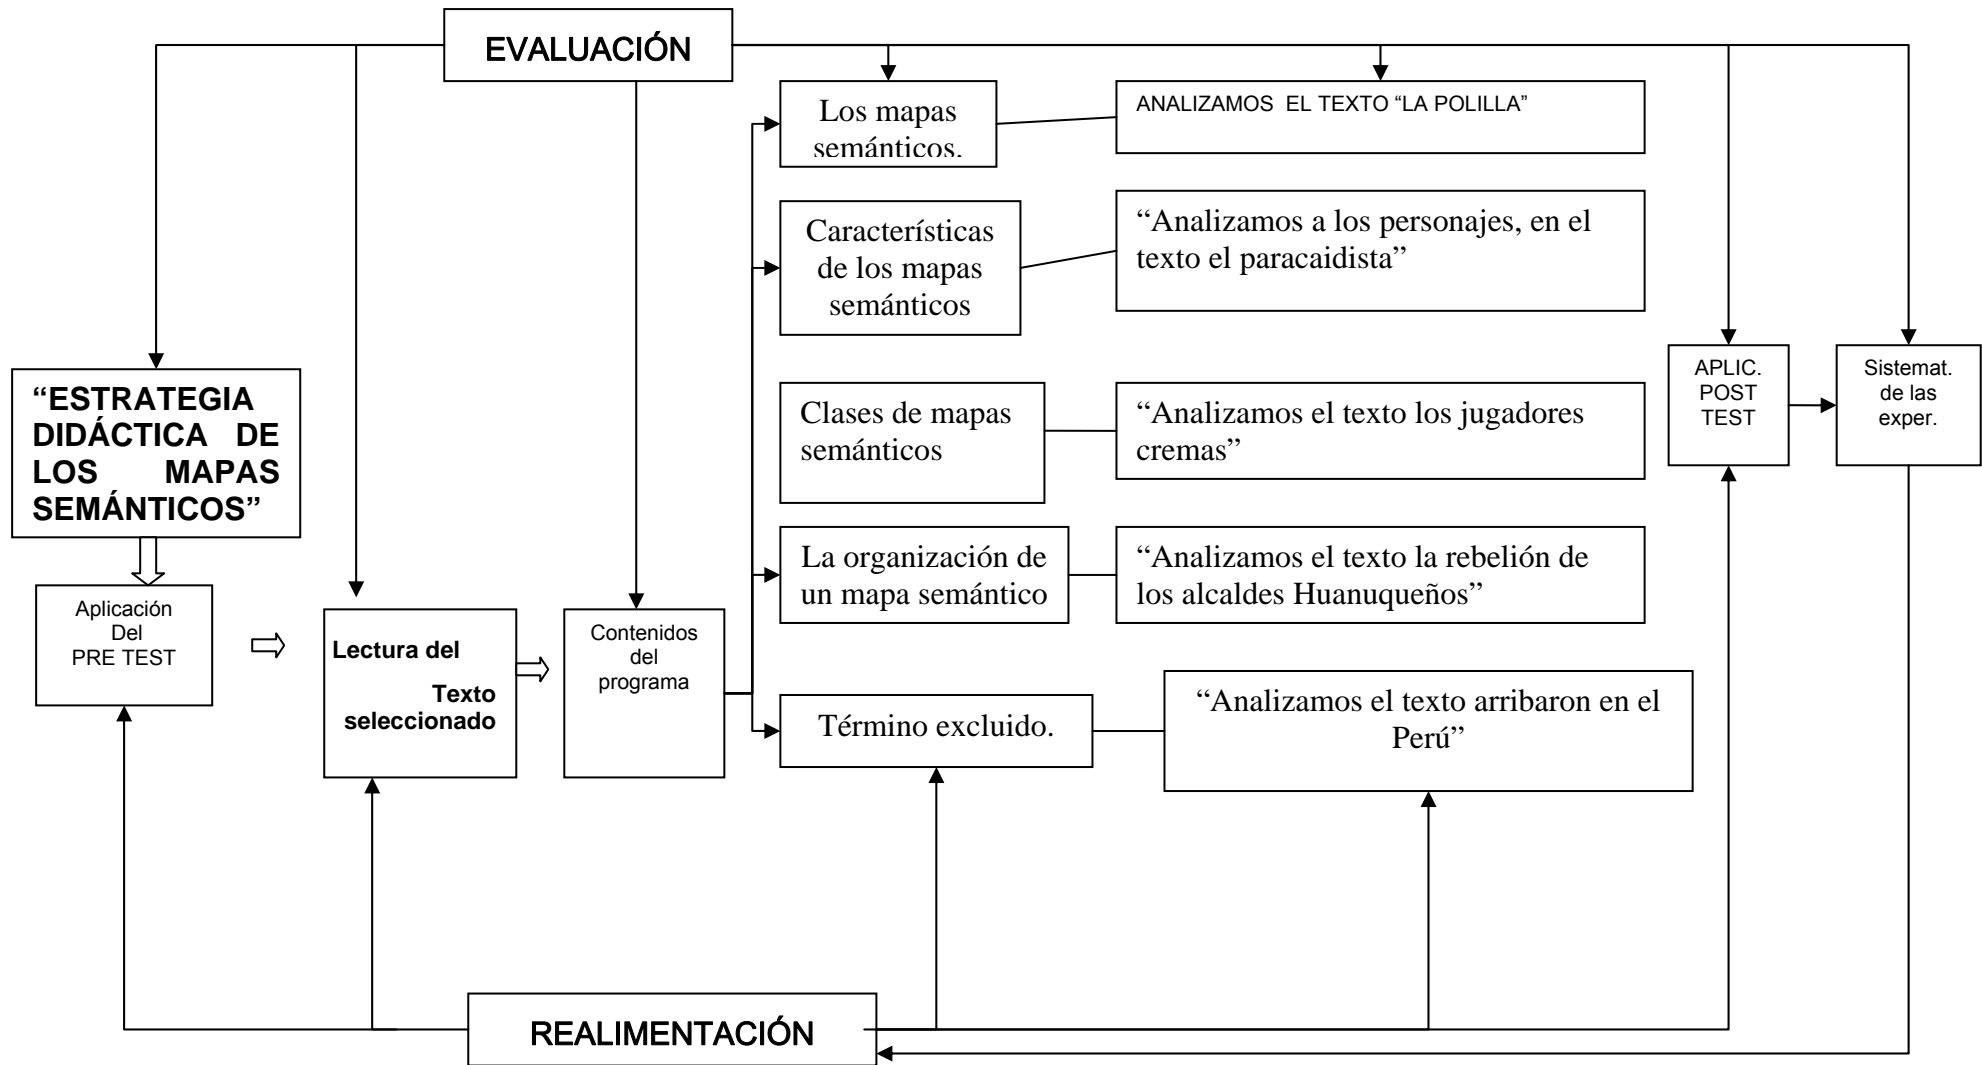 EVALUACIÓN
Los mapas
semánticos.
ANALIZAMOS EL TEXTO “LA POLILLA”
Características
de los mapas
semánticos
“Analizamos a los personajes, en el
texto el paracaidista”
“ESTRATEGIA
DIDÁCTICA DE
LOS MAPAS
SEMÁNTICOS”
Clases de mapas
semánticos
“Analizamos el texto los jugadores
cremas”
APLIC.
POST
TEST
Sistemat.
de las
exper.
La organización de
un mapa semántico
“Analizamos el texto la rebelión de
los alcaldes Huanuqueños”
Aplicación
Del
PRE TEST
Lectura del
Texto
seleccionado
Contenidos
del
programa
Término excluido.
“Analizamos el texto arribaron en el
Perú”
REALIMENTACIÓN